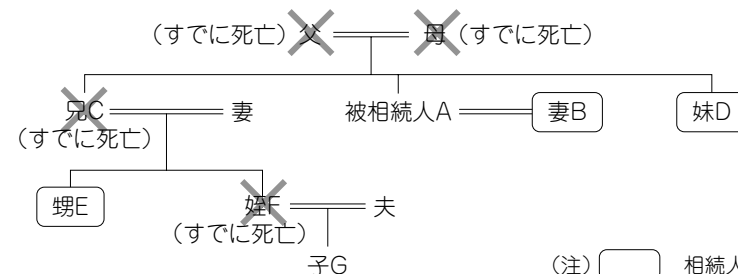 (すでに死亡) 父 母 (すでに死亡)
兄C 妻 被相続人A 妻B 妹D
(すでに死亡)
甥E 姪F 夫
(すでに死亡)
子G
(注) 相続人